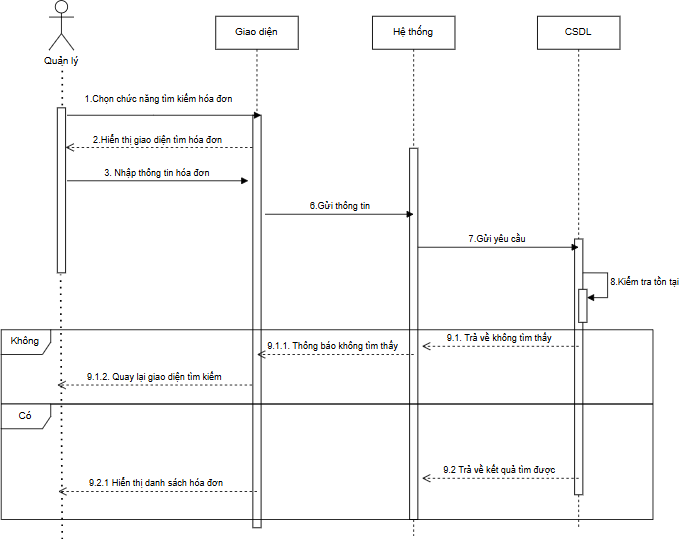 Quản lý
Giao diện
Hệ thống
CSDL
1.Chọn chức năng tìm kiếm hóa đơn
2.Hiển thị giao diện tìm hóa đơn
3. Nhập thông tin hóa đơn
6.Gửi thông tin
7.Gửi yêu cầu
8.Kiểm tra tồn tại
Không
9.1. Trả về không tìm thấy
9.1.1. Thông báo không tìm thấy
9.1.2. Quay lại giao diện tìm kiếm
Có
9.2 Trả về kết quả tìm được
9.2.1 Hiển thị danh sách hóa đơn